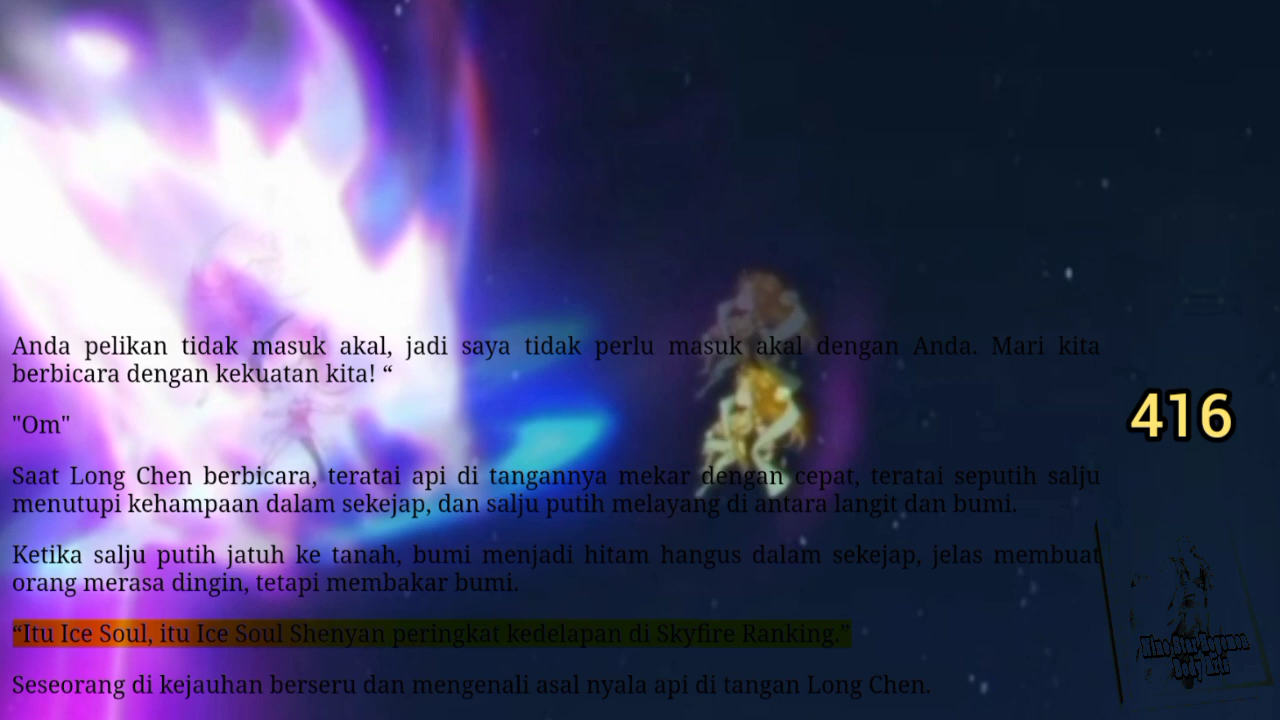 Anda pelikan tidak masuk akal, jadi saya tidak perlu masuk akal dengan Anda. Mari kita
berbicara dengan kekuatan kita! “
"Om"
Saat Long Chen berbicara, teratai api di tangannya mekar dengan cepat, teratai seputih salju
menutupi kehampaan dalam sekejap, dan salju putih melayang di antara langit dan bumi.
Ketika salju putih jatuh ke tanah, bumi menjadi hitam hangus dalam sekejap, jelas membuat
orang merasa dingin, tetapi membakar bumi.
“Itu Ice Soul, itu Ice Soul Shenyan peringkat kedelapan di Skyfire Ranking.”
Seseorang di kejauhan berseru dan mengenali asal nyala api di tangan Long Chen.
416